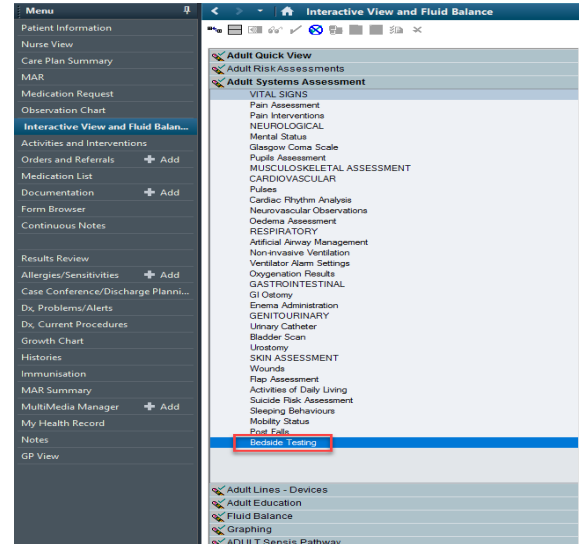 Menu
Patient Information
Nurse View
Care Plan Summary
MAR
Medication Request
Observation Chart
Interactive View and Fluid Balan...
Activities and Interventions
Orders and Referrals Add
Medication List
Documentation Add
Form Browser
Continuous Notes
Results Review
Allergies/Sensitivities Add
Case Conference/Discharge Planni...
Dx, Problems/Alerts
Dx, Current Procedures
Growth Chart
Histories
Immunisation
MAR Summary
MultiMedia Manager Add
My Health Record
Notes
GP View
Interactive View and Fluid Balance
Adult Quick View
Adult Risk Assessments
Adult Systems Assessment
VITAL SIGNS
Pain Assessment
Pain Interventions
NEUROLOGICAL
Mental Status
Glasgow Coma Scale
Pupils Assessment
MUSCULOSKELETAL ASSESSMENT
CARDIOVASCULAR
Pulses
Cardiac Rhythm Analysis
Neurovascular Observations
Oedema Assessment
RESPIRATORY
Artificial Airway Management
Non-invasive Ventilation
Ventilator Alarm Settings
Oxygenation Results
GASTROINTESTINAL
GI Ostomy
Enema Administration
GENITOURINARY
Urinary Catheter
Bladder Scan
Urostomy
SKIN ASSESSMENT
Wounds
Flap Assessment
Activities of Daily Living
Suicide Risk Assessment
Sleeping Behaviours
Mobility Status
Post Falls
Bedside Testing
Adult Lines - Devices
Adult Education
Fluid Balance
Graphing
ADULT Sepsis Pathway